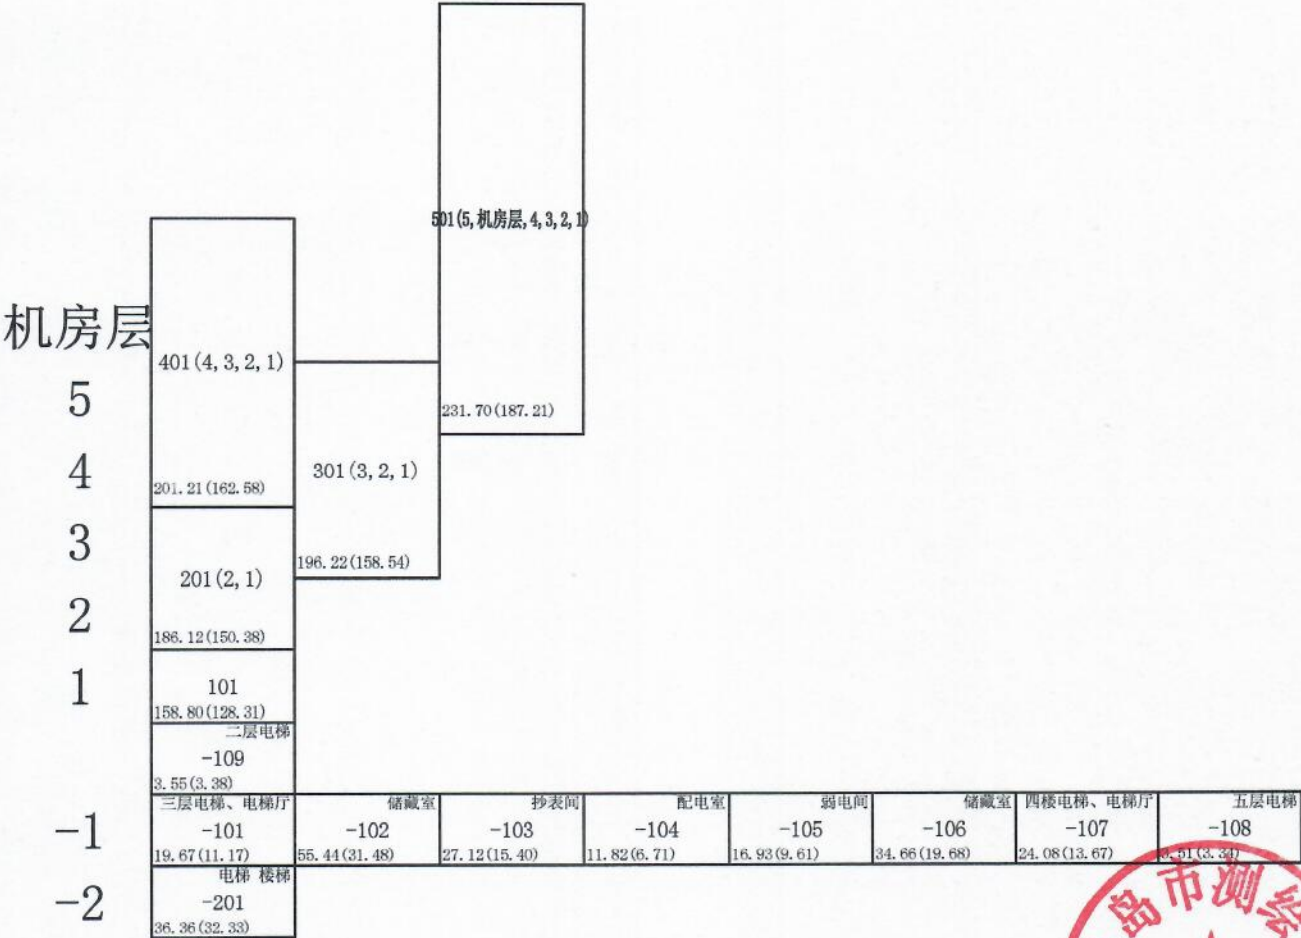 501(5,机房层,4,3,2,1)
机房层
401(4,3,2,1)
5
231.70(187.21)
4
301(3,2,1)
201.21(162.58)
3
196.22(158.54)
201(2,1)
2
186.12(150.38)
1
101
158.80(128.31)
二层电梯
-109
3.55(3.38)
-1
三层电梯、电梯厅
-101
19.67(11.17)
储藏室
-102
55.44(31.48)
抄表间
-103
27.12(15.40)
配电室
-104
11.82(6.71)
弱电间
-105
16.93(9.61)
储藏室
-106
34.66(19.68)
四楼电梯、电梯厅
-107
24.08(13.67)
五层电梯
-108
3.51(3.34)
-2
电梯 楼梯
-201
36.36(32.33)
岛市测绘